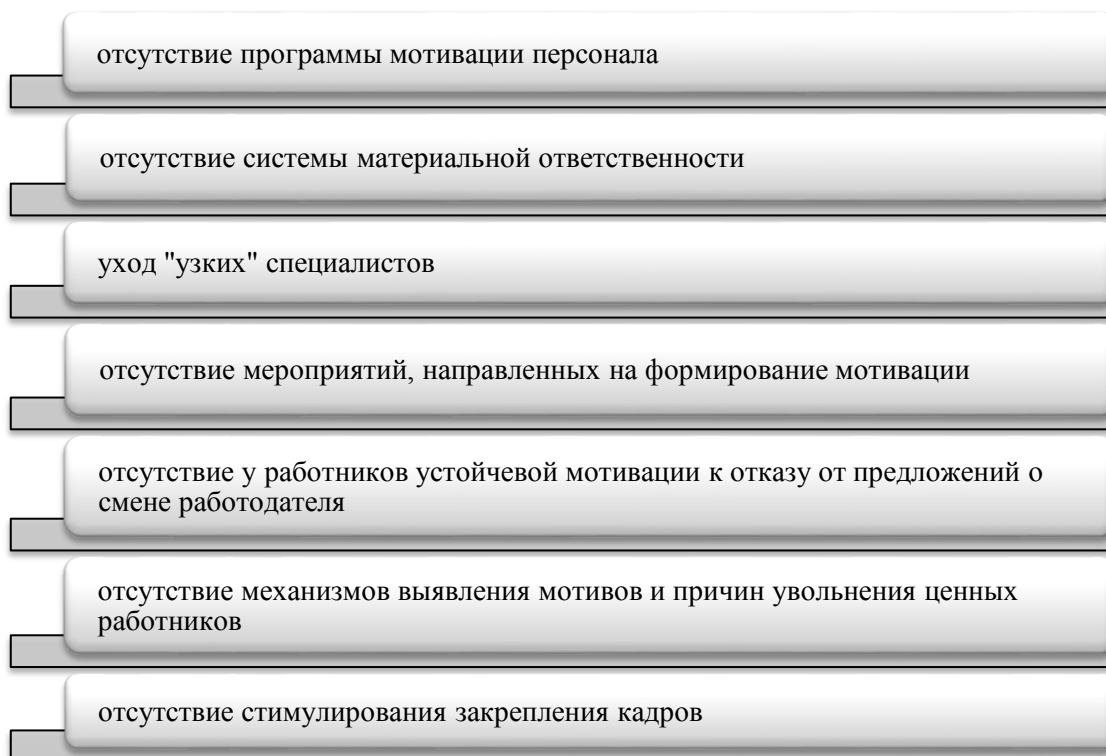 отсутствие программы мотивации персонала
отсутствие системы материальной ответственности
уход "узких" специалистов
отсутствие мероприятий, направленных на формирование мотивации
отсутствие у работников устойчевой мотивации к отказу от предложений о
смене работодателя
отсутствие механизмов выявления мотивов и причин увольнения ценных
работников
отсутствие стимулирования закрепления кадров